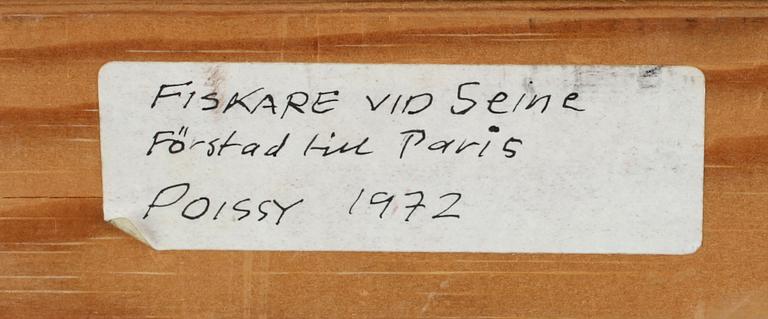 FISKARE VID Seine
Förstad till Paris
POISSY 1972